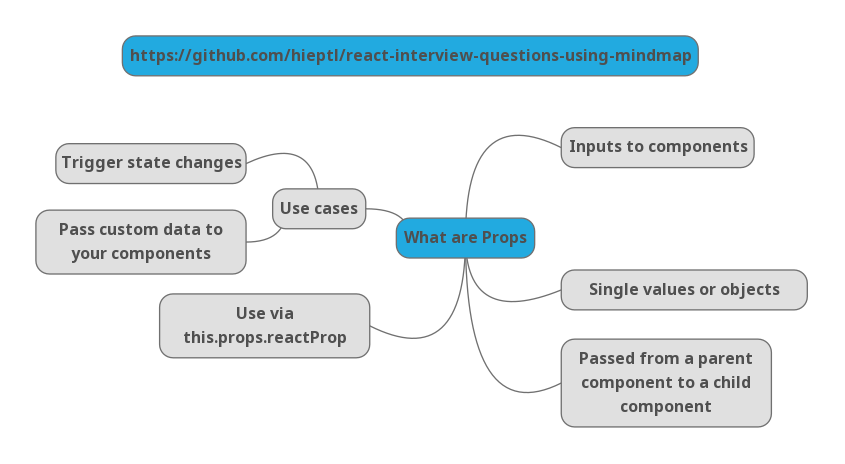 https://github.com/hieptl/react-interview-questions-using-mindmap
Inputs to components
Trigger state changes
Use cases
Pass custom data to
your components
What are Props
Single values or objects
Use via
this.props.reactProp
Passed from a parent
component to a child
component